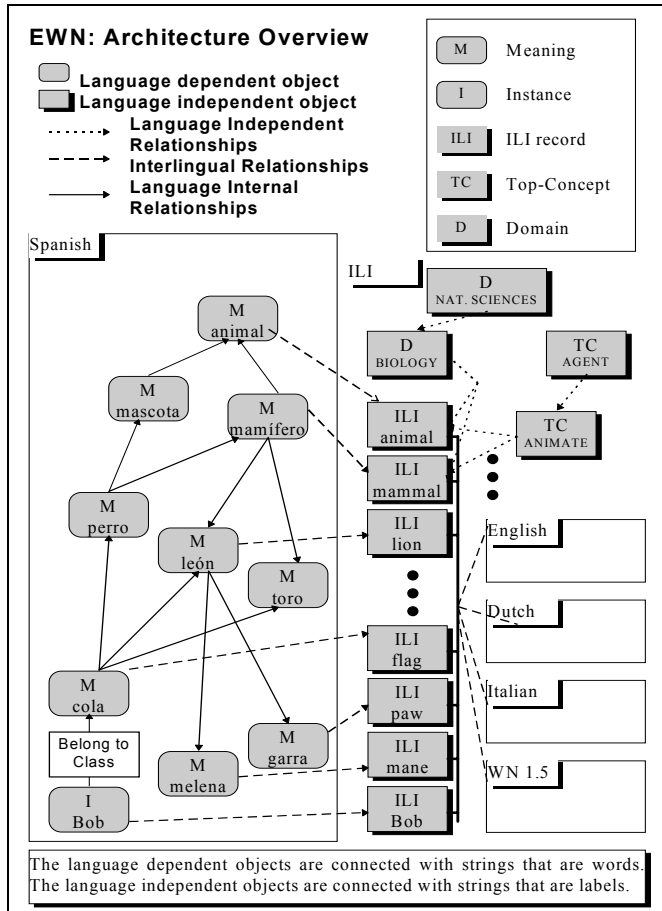 EWN: Architecture Overview
Language dependent object
Language independent object
Language Independent
Relationships
Interlingual Relationships
Language Internal
Relationships
M
Meaning
I
Instance
ILI
ILI record
TC
Top-Concept
D
Domain
Spanish
ILI
D
NAT. SCIENCES
M
animal
D
BIOLOGY
TC
AGENT
M
mascota
M
mamífero
ILI
animal
TC
ANIMATE
ILI
mammal
M
perro
M
león
ILI
lion
English
M
toro
Dutch
ILI
flag
M
cola
ILI
paw
Italian
Belong to
Class
M
garra
M
melena
ILI
mane
WN 1.5
I
Bob
ILI
Bob
The language dependent objects are connected with strings that are words.
The language independent objects are connected with strings that are labels.